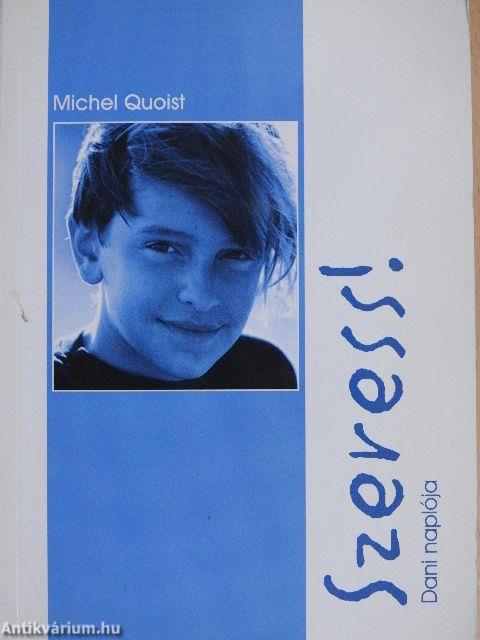 Michel Quoist
Szeress!
Dani naplója
Antikvárium.hu